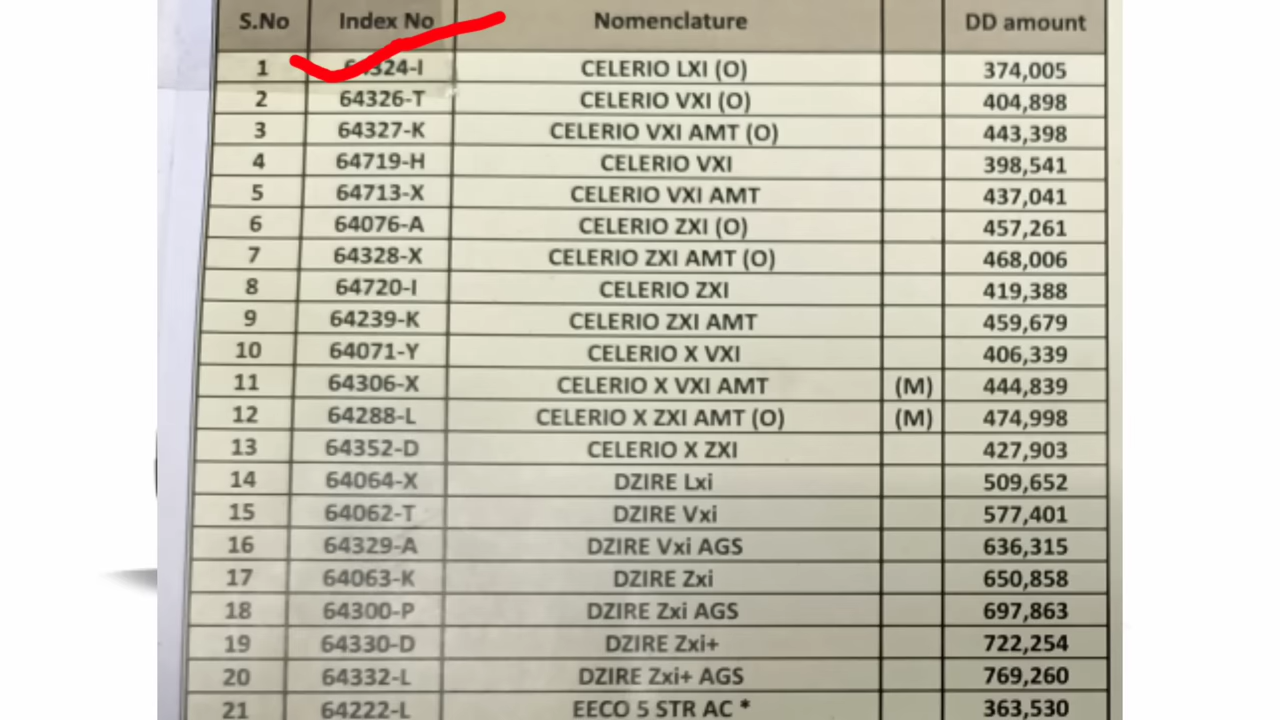 S.No Index No Nomenclature DD amount
1 64324-I CELERIO LXI (O) 374,005
2 64326-T CELERIO VXI (O) 404,898
3 64327-K CELERIO VXI AMT (O) 443,398
4 64719-H CELERIO VXI 398,541
5 64713-X CELERIO VXI AMT 437,041
6 64076-A CELERIO ZXI (O) 457,261
7 64328-X CELERIO ZXI AMT (O) 468,006
8 64720-I CELERIO ZXI 419,388
9 64239-K CELERIO ZXI AMT 459,679
10 64071-Y CELERIO X VXI 406,339
11 64306-X CELERIO X VXI AMT (M) 444,839
12 64288-L CELERIO X ZXI AMT (O) (M) 474,998
13 64352-D CELERIO X ZXI 427,903
14 64064-X DZIRE Lxi 509,652
15 64062-T DZIRE Vxi 577,401
16 64329-A DZIRE Vxi AGS 636,315
17 64063-K DZIRE Zxi 650,858
18 64300-P DZIRE Zxi AGS 697,863
19 64330-D DZIRE Zxi+ 722,254
20 64332-L DZIRE Zxi+ AGS 769,260
21 64222-L EECO 5 STR AC * 363,530